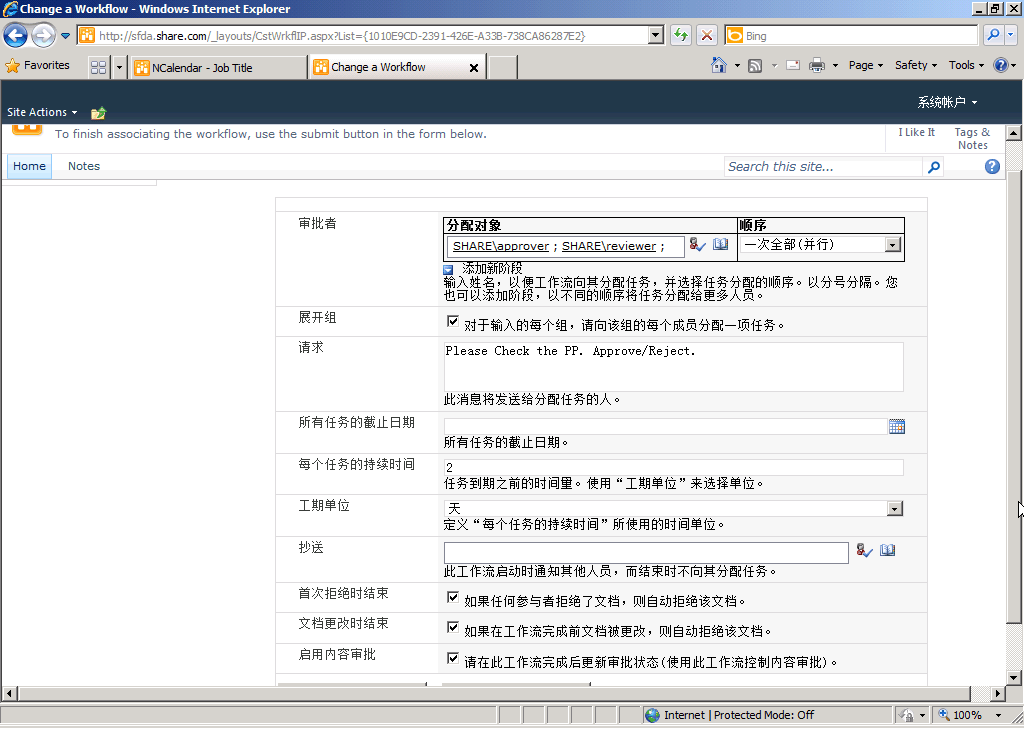 Change a Workflow - Windows Internet Explorer
http://sfda.share.com/_layouts/CstWrkflIP.aspx?List={1010E9CD-2391-426E-A33B-738CA86287E2}
Bing
Favorites
NCalendar - Job Title
Change a Workflow
Page
Safety
Tools
Site Actions
系统帐户
To finish associating the workflow, use the submit button in the form below.
I Like It
Tags &
Notes
Home
Notes
Search this site...
审批者
分配对象
顺序
SHARE\approver ; SHARE\reviewer ;
一次全部(并行)
添加新阶段
输入姓名，以便工作流向其分配任务，并选择任务分配的顺序。以分号分隔。您
也可以添加阶段，以不同的顺序将任务分配给更多人员。
展开组
对于输入的每个组，请向该组的每个成员分配一项任务。
请求
Please Check the PP. Approve/Reject.
此消息将发送给分配任务的人。
所有任务的截止日期
所有任务的截止日期。
每个任务的持续时间
2
任务到期之前的时间量。使用“工期单位”来选择单位。
工期单位
天
定义“每个任务的持续时间”所使用的时间单位。
抄送
此工作流启动时通知其他人员，而结束时不向其分配任务。
首次拒绝时结束
如果任何参与者拒绝了文档，则自动拒绝该文档。
文档更改时结束
如果在工作流完成前文档被更改，则自动拒绝该文档。
启用内容审批
请在此工作流完成后更新审批状态(使用此工作流控制内容审批)。
Internet | Protected Mode: Off
100%